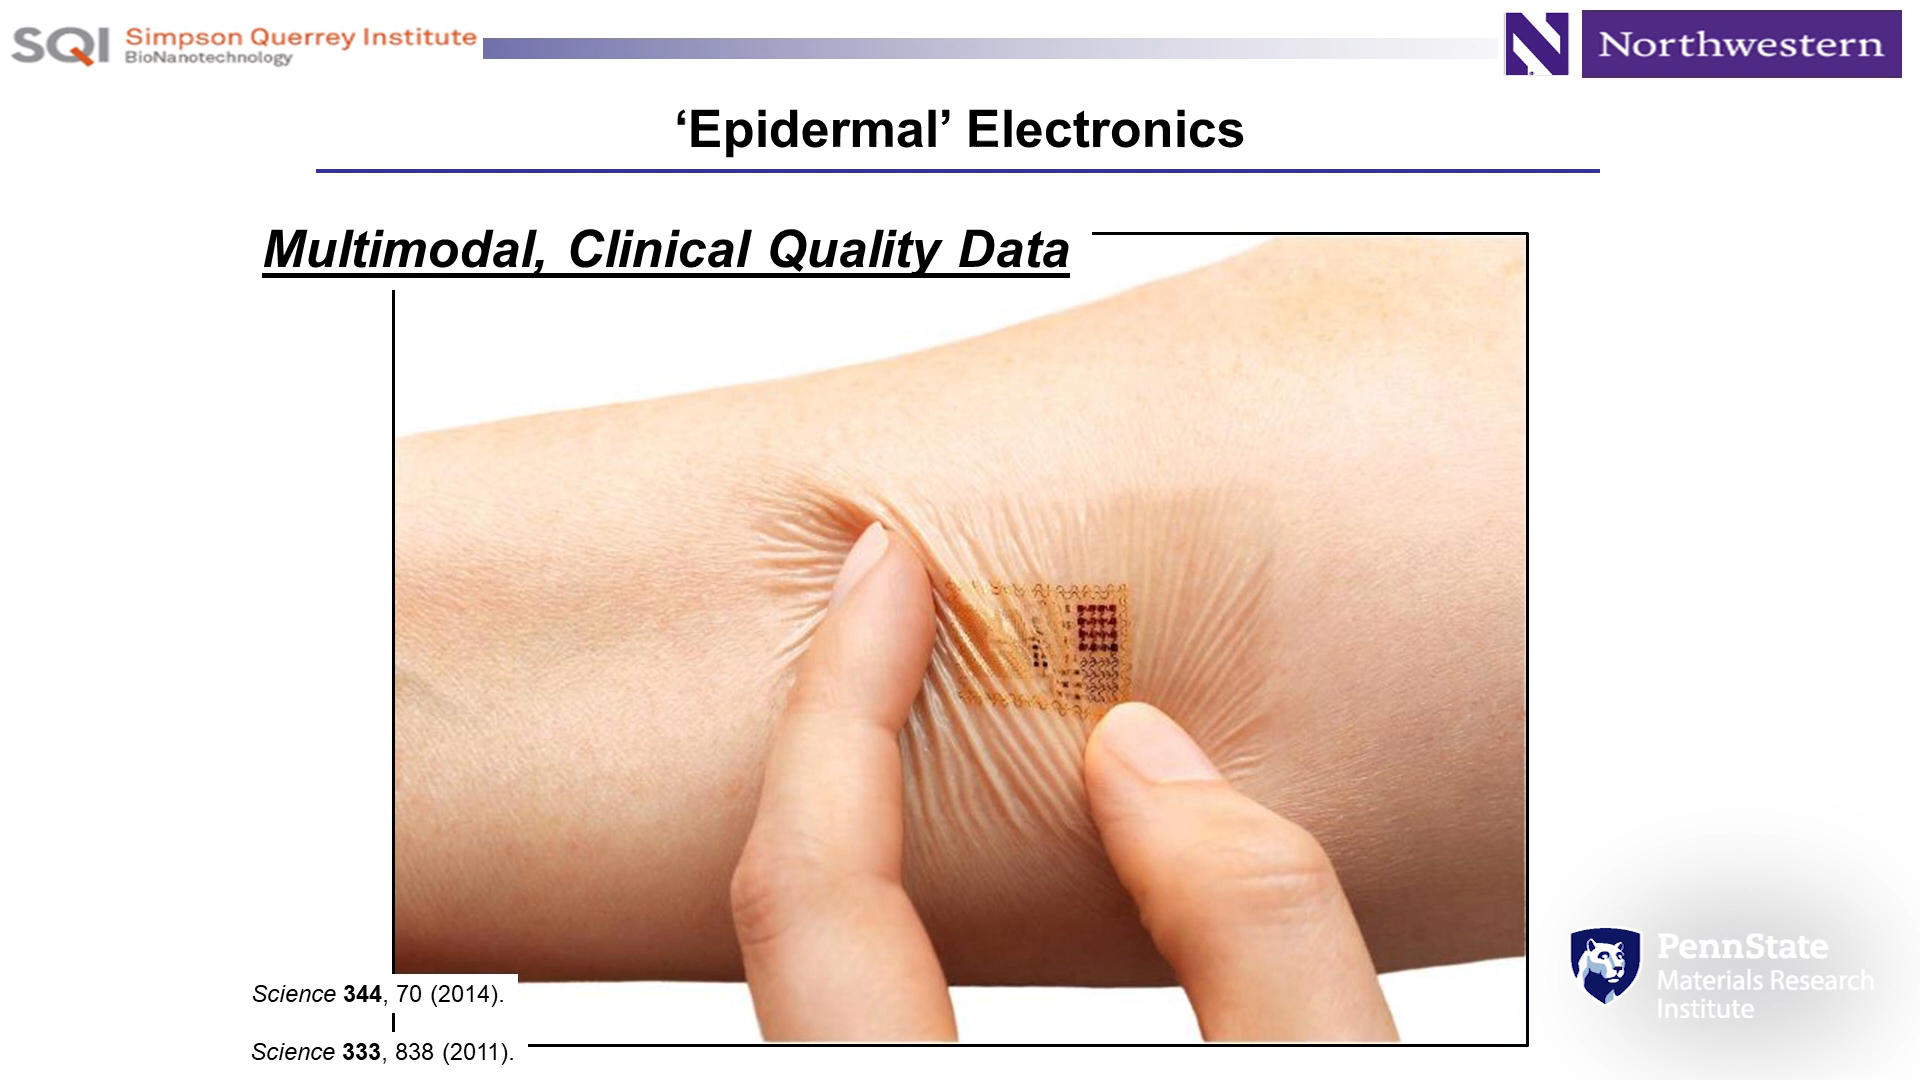 SQI Simpson Querrey Institute
BioNanotechnology
N Northwestern
‘Epidermal’ Electronics
Multimodal, Clinical Quality Data
Science 344, 70 (2014).
Science 333, 838 (2011).
PennState
Materials Research
Institute